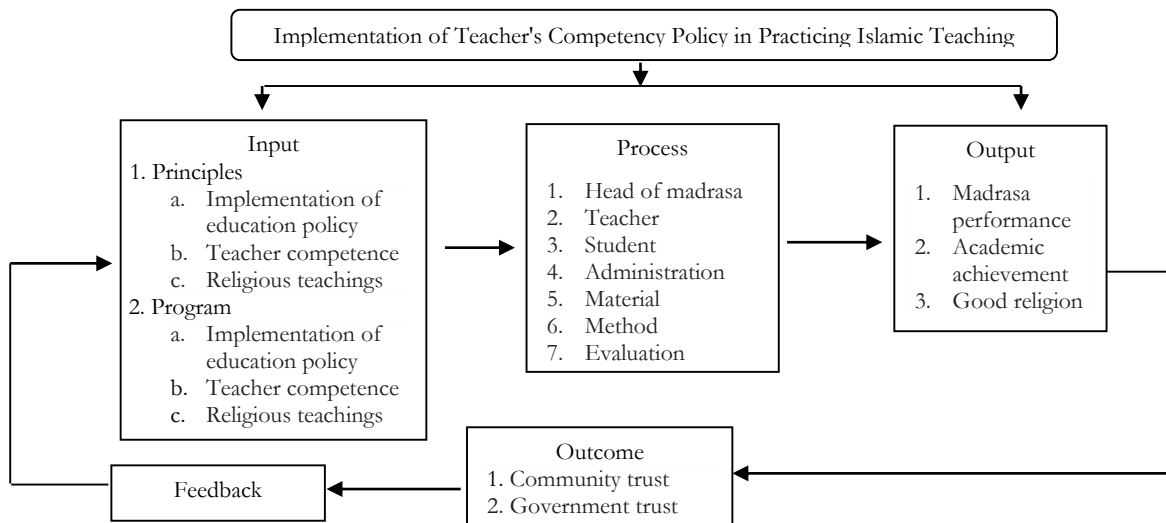 Implementation of Teacher's Competency Policy in Practicing Islamic Teaching
Input
1. Principles
a. Implementation of
education policy
b. Teacher competence
c. Religious teachings
2. Program
a. Implementation of
education policy
b. Teacher competence
c. Religious teachings
Process
1. Head of madrasa
2. Teacher
3. Student
4. Administration
5. Material
6. Method
7. Evaluation
Output
1. Madrasa
performance
2. Academic
achievement
3. Good religion
Outcome
1. Community trust
2. Government trust
Feedback